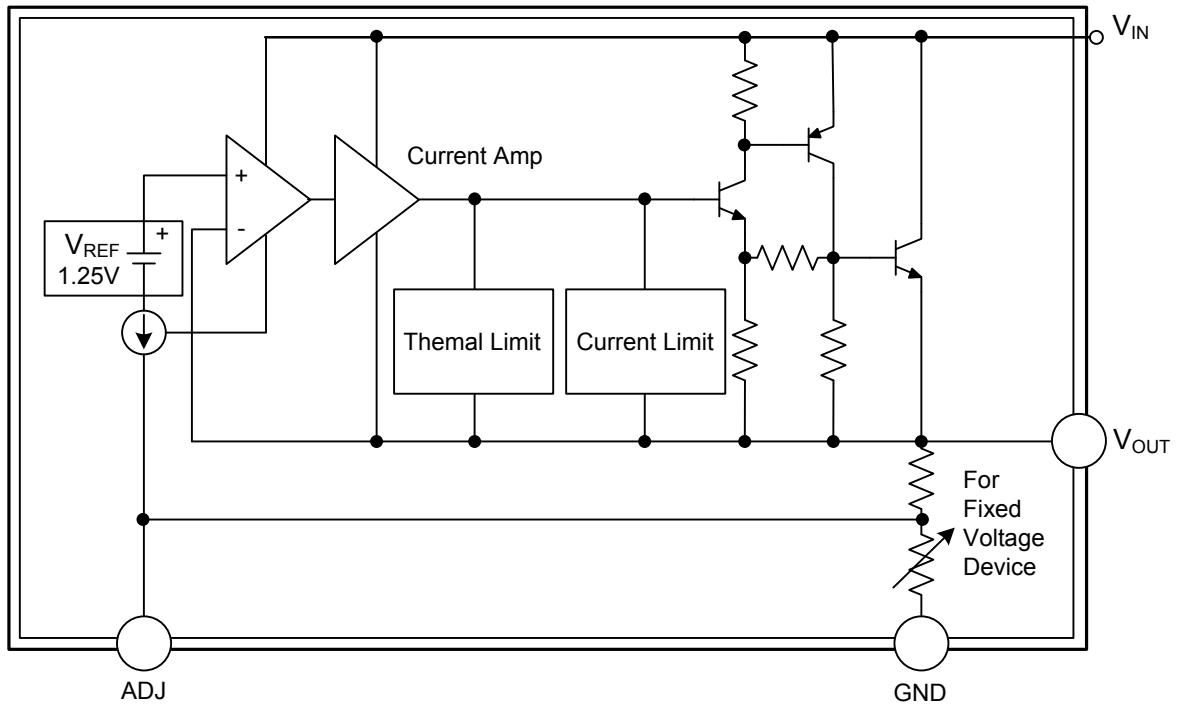 VIN
Current Amp
+
-
VREF +
1.25V
Themal Limit
Current Limit
VOUT
For
Fixed
Voltage
Device
ADJ
GND